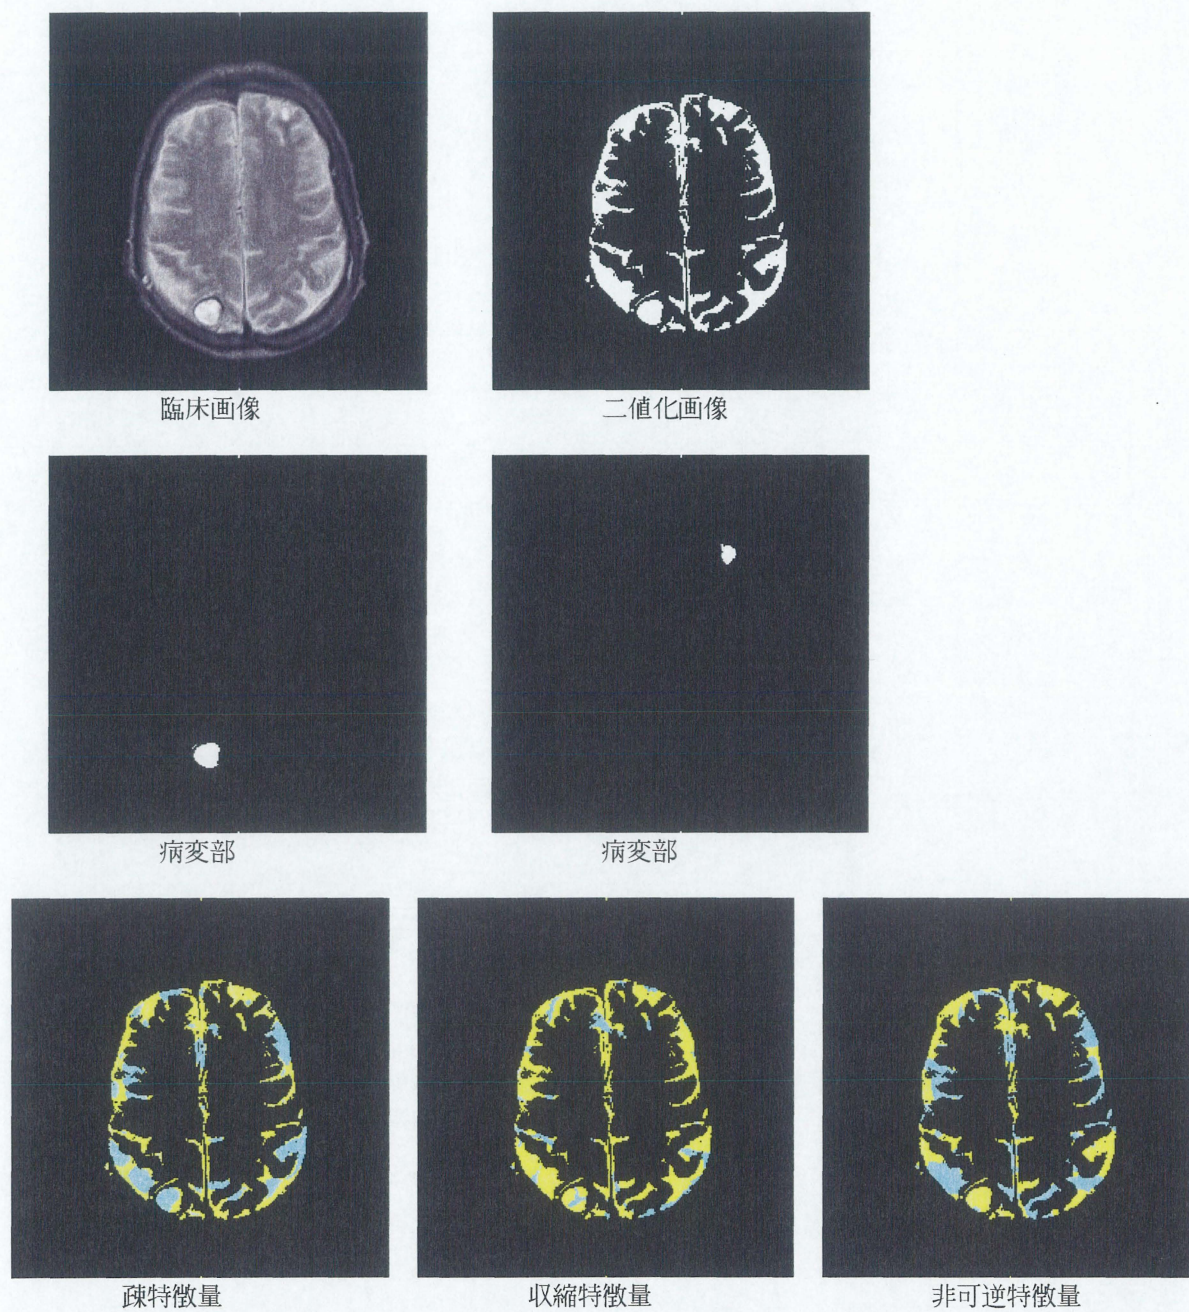 臨床画像
二値化画像
病変部
病変部
疎特徴量
収縮特徴量
非可逆特徴量